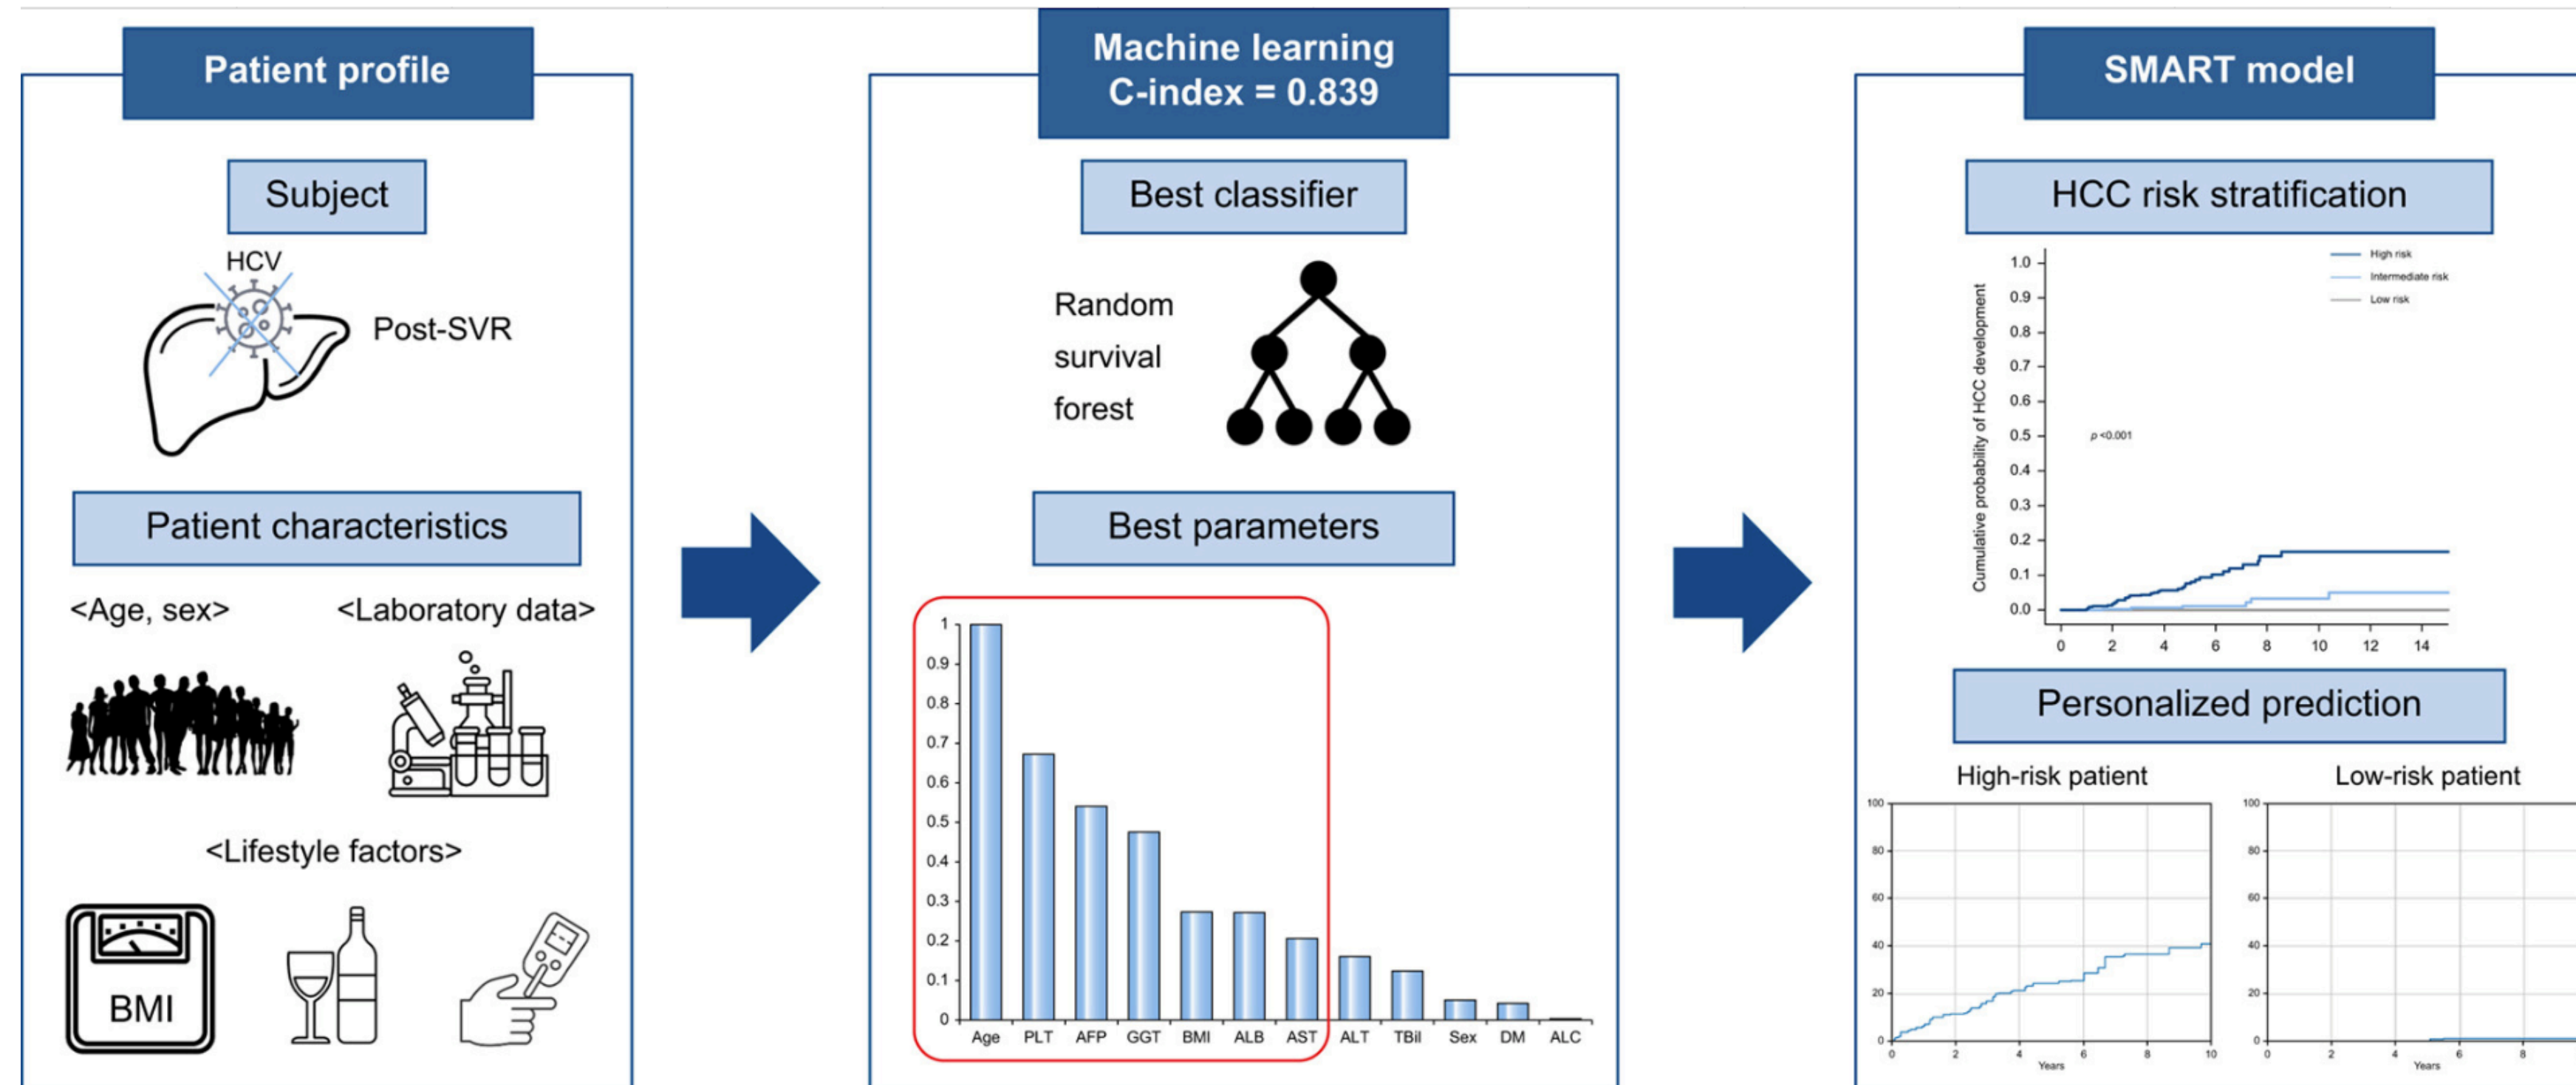 Patient profile
Subject
HCV
Post-SVR
Patient characteristics
<Age, sex>
<Laboratory data>
<Lifestyle factors>
BMI
Machine learning
C-index = 0.839
Best classifier
Random
survival
forest
Best parameters
1
0.9
0.8
0.7
0.6
0.5
0.4
0.3
0.2
0.1
0
Age PLT AFP GGT BMI ALB AST ALT TBil Sex DM ALC
SMART model
HCC risk stratification
High risk
Intermediate risk
Low risk
Cumulative probability of HCC development
1.0
0.9
0.8
0.7
0.6
0.5
0.4
0.3
0.2
0.1
0.0
p <0.001
0 2 4 6 8 10 12 14
Personalized prediction
High-risk patient
100
80
60
40
20
0
0 2 4 6 8 10
Years
Low-risk patient
100
80
60
40
20
0
0 2 4 6 8
Years